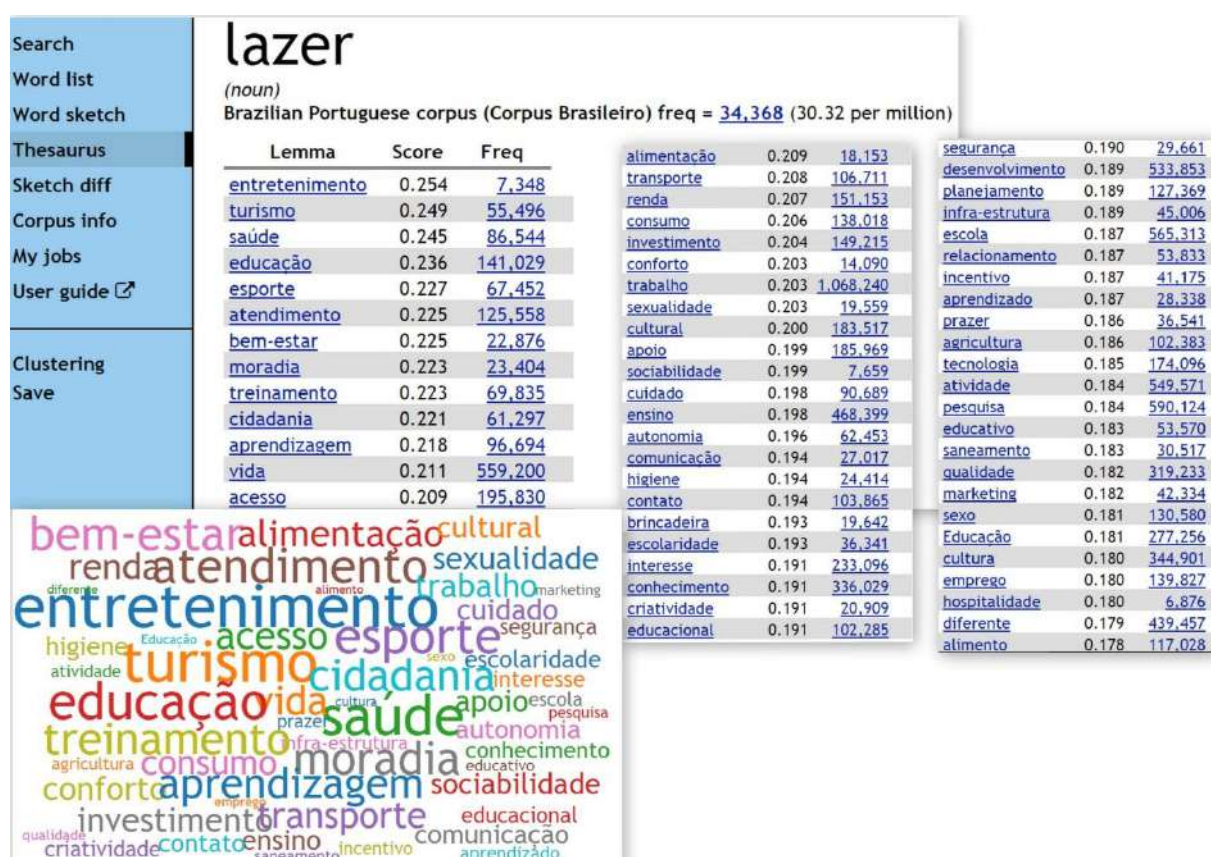 Search
Word list
Word sketch
Thesaurus
Sketch diff
Corpus info
My jobs
User guide
Clustering
Save
lazer
(noun)
Brazilian Portuguese corpus (Corpus Brasileiro) freq = 34,368 (30.32 per million)
Lemma Score Freq
entretenimento 0.254 7,348
turismo 0.249 55,496
saúde 0.245 86,544
educação 0.236 141,029
esporte 0.227 67,452
atendimento 0.225 125,558
bem-estar 0.225 22,876
moradia 0.223 23,404
treinamento 0.223 69,835
cidadania 0.221 61,297
aprendizagem 0.218 96,694
vida 0.211 559,200
acesso 0.209 195,830
alimentação 0.209 18,153
transporte 0.208 106,711
renda 0.207 151,153
consumo 0.206 138,018
investimento 0.204 149,215
conforto 0.203 14,090
trabalho 0.203 1,068,240
sexualidade 0.203 19,559
cultural 0.200 183,517
apoio 0.199 185,969
sociabilidade 0.199 7,659
cuidado 0.198 90,689
ensino 0.198 468,399
autonomia 0.196 62,453
comunicação 0.194 27,017
higiene 0.194 24,414
contato 0.194 103,865
brincadeira 0.193 19,642
escolaridade 0.193 36,341
interesse 0.191 233,096
conhecimento 0.191 336,029
criatividade 0.191 20,909
educacional 0.191 102,285
segurança 0.190 29,661
desenvolvimento 0.189 533,853
planejamento 0.189 127,369
infra-estrutura 0.189 45,006
escola 0.187 565,313
relacionamento 0.187 53,833
incentivo 0.187 41,175
aprendizado 0.187 28,338
prazer 0.186 36,541
agricultura 0.186 102,383
tecnologia 0.185 174,096
atividade 0.184 549,571
pesquisa 0.184 590,124
educativo 0.183 53,570
saneamento 0.183 30,517
qualidade 0.182 319,233
marketing 0.182 42,334
sexo 0.181 130,580
Educação 0.181 277,256
cultura 0.180 344,901
emprego 0.180 139,827
hospitalidade 0.180 6,876
diferente 0.179 439,457
alimento 0.178 117,028
bem-estar alimentação cultural
renda atendimento sexualidade
diferente alimento trabalho marketing
entretenimento cuidado
higiene Educação acesso esporte segurança
atividade turismo cidadania sexo escolaridade
interesse
educação vida cultura saúde apoio escola
prazer pesquisa
treinamento infra-estrutura autonomia
agricultura consumo moradia conhecimento
educativo
conforto aprendizagem sociabilidade
emprego
investimento transporte educacional
qualidade comunicação
criatividade contato ensino incentivo
saneamento aprendizado